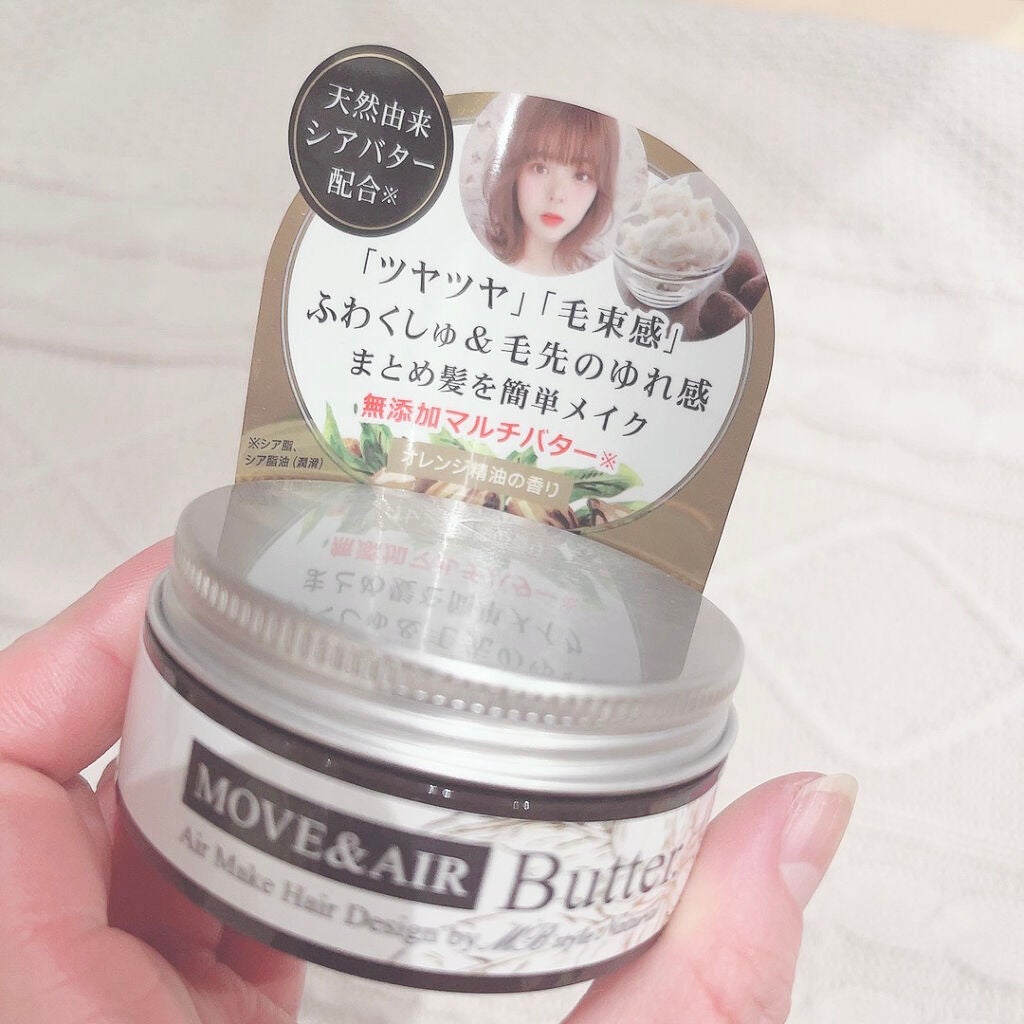 天然由来
シアバター
配合※
「ツヤツヤ」「毛束感」
ふわくしゅ&毛先のゆれ感
まとめ髪を簡単メイク
無添加マルチバター※
※シア脂、
シア脂油(潤滑)
オレンジ精油の香り
MOVE&AIR Butter
Air Make Hair Design by MB style Natural